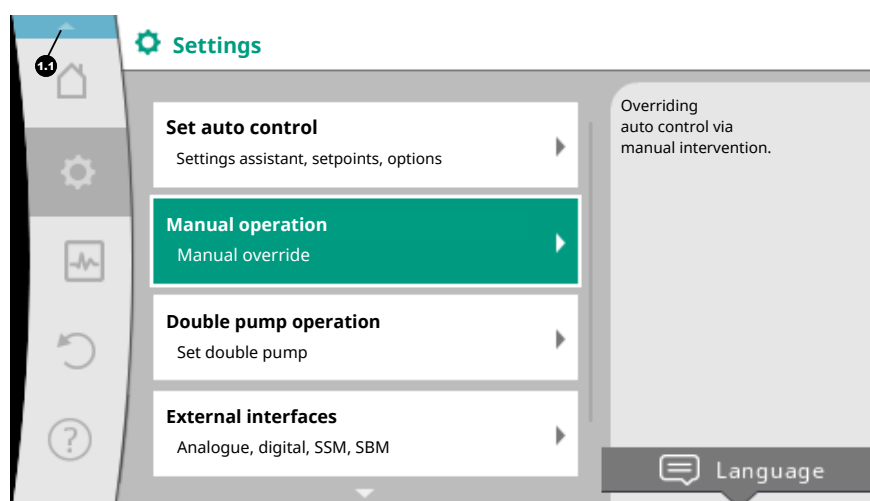 1.1
Settings
Set auto control
Settings assistant, setpoints, options
Manual operation
Manual override
Double pump operation
Set double pump
External interfaces
Analogue, digital, SSM, SBM
Overriding
auto control via
manual intervention.
?
Language